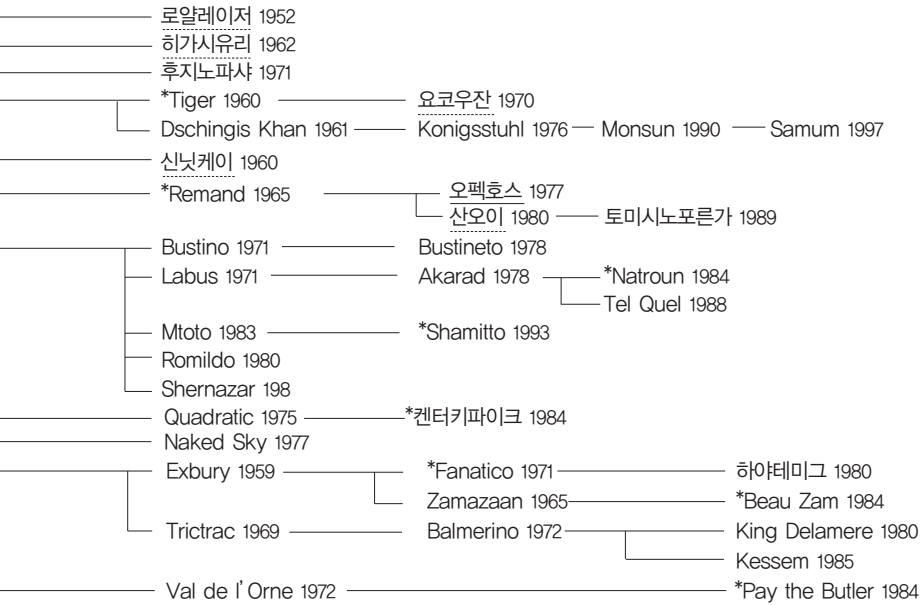 로얄레이저 1952
히가시유리 1962
후지노파샤 1971
*Tiger 1960 요코우잔 1970
Dschingis Khan 1961 Konigsstuhl 1976 Monsun 1990 Samum 1997
신닛케이 1960
*Remand 1965 오펙호스 1977
산오이 1980 토미시노포른가 1989
Bustino 1971 Bustineto 1978
Labus 1971 Akarad 1978 *Natroun 1984
Tel Quel 1988
Mtoto 1983 *Shamitto 1993
Romildo 1980
Shernazar 198
Quadratic 1975 *켄터키파이크 1984
Naked Sky 1977
Exbury 1959 *Fanatico 1971 하야테미그 1980
Zamazaan 1965 *Beau Zam 1984
Trictrac 1969 Balmerino 1972 King Delamere 1980
Kessem 1985
Val de l’Orne 1972 *Pay the Butler 1984